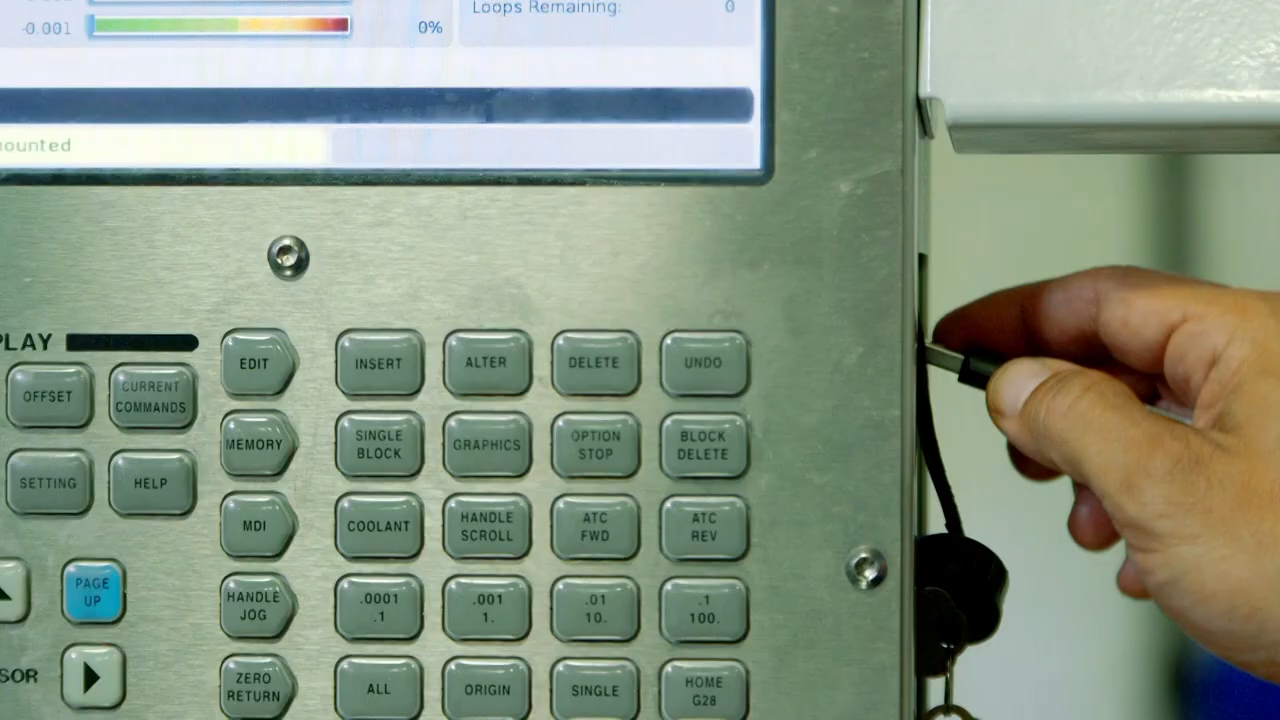 Loops Remaining: 0
-0.001 0%
ounted
PLAY
OFFSET
CURRENT
COMMANDS
SETTING
HELP
PAGE
UP
SOR
EDIT
INSERT
ALTER
DELETE
UNDO
MEMORY
SINGLE
BLOCK
GRAPHICS
OPTION
STOP
BLOCK
DELETE
MDI
COOLANT
HANDLE
SCROLL
ATC
FWD
ATC
REV
HANDLE
JOG
.0001
.1
.001
1.
.01
10.
.1
100.
ZERO
RETURN
ALL
ORIGIN
SINGLE
HOME
G28